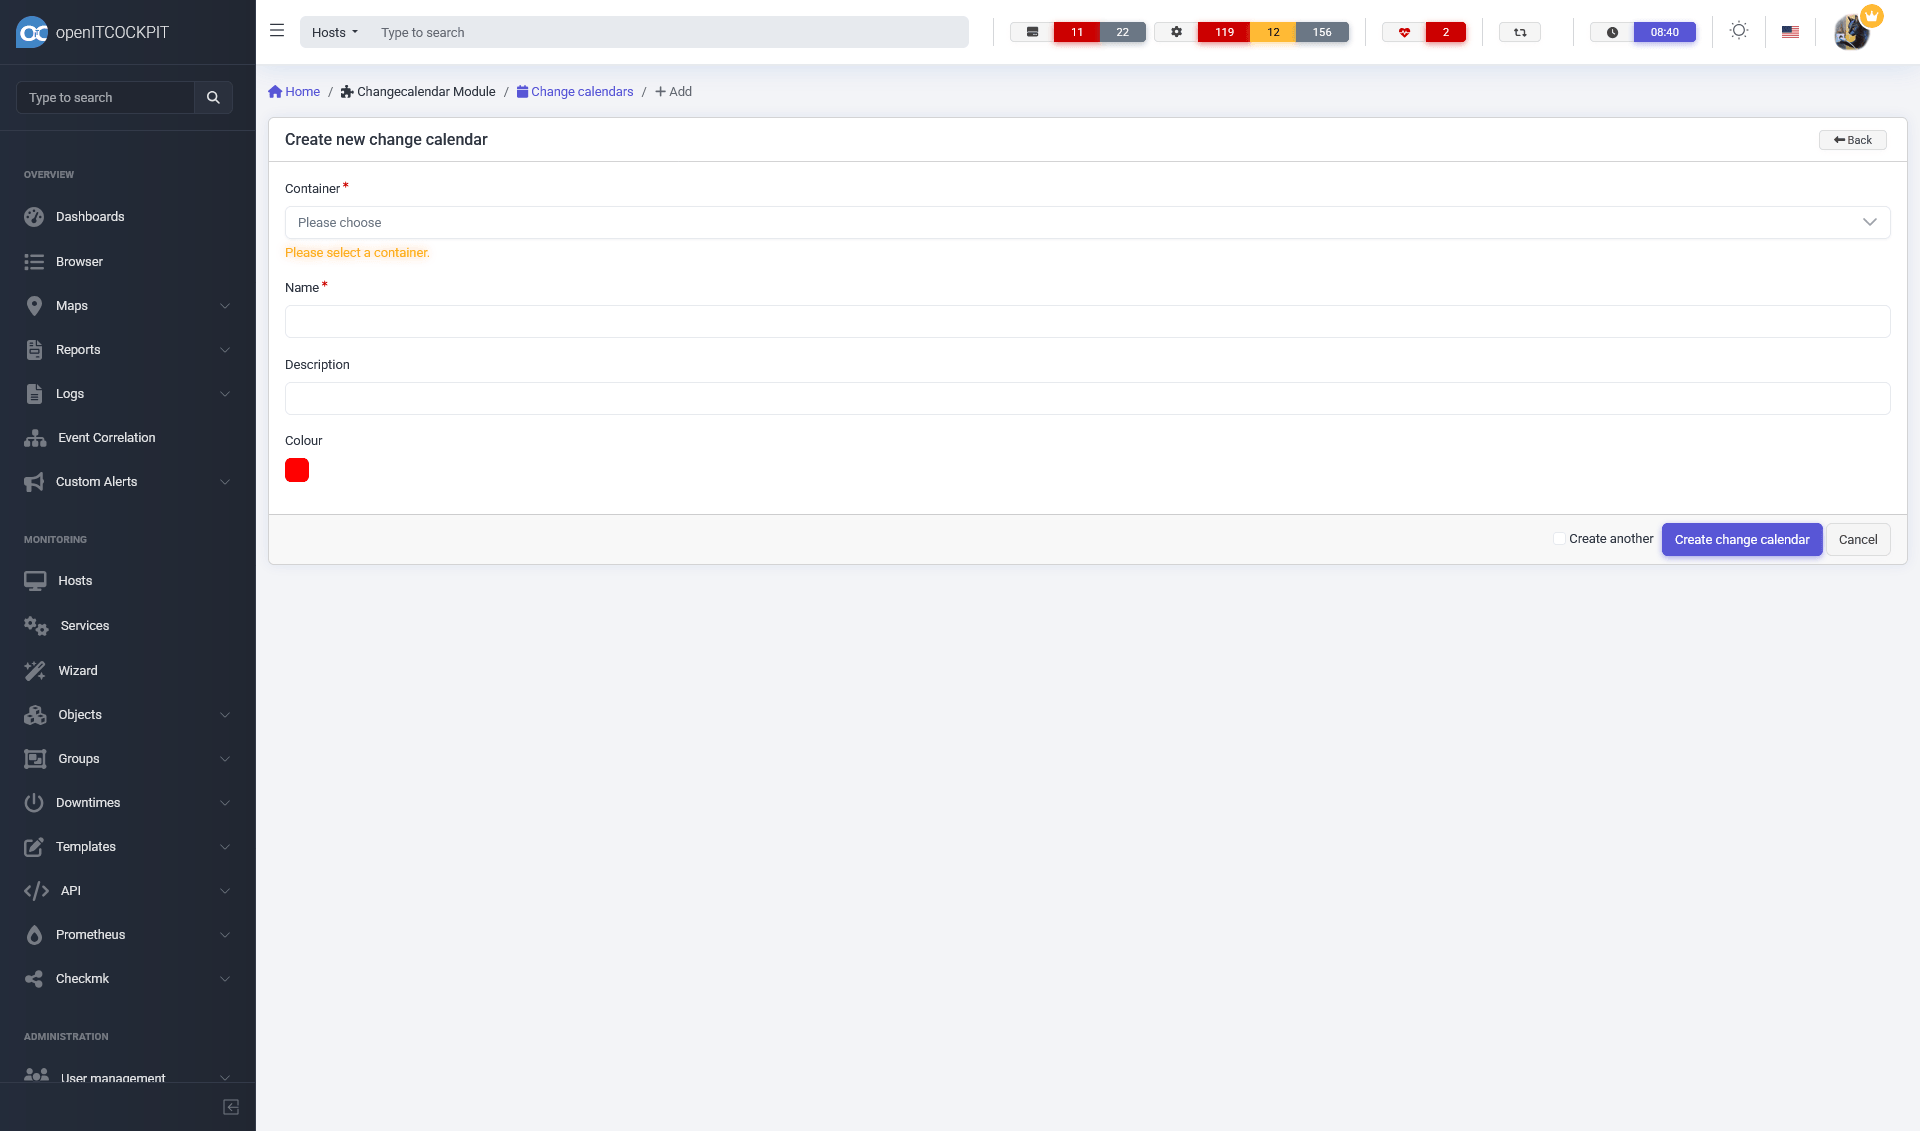 openITCOCKPIT
Hosts
Type to search
11
22
119
12
156
2
08:40
Type to search
Home / Changecalendar Module / Change calendars / Add
Create new change calendar
Back
Container *
Please choose
Please select a container.
Name *
Description
Colour
Create another
Create change calendar
Cancel
OVERVIEW
Dashboards
Browser
Maps
Reports
Logs
Event Correlation
Custom Alerts
MONITORING
Hosts
Services
Wizard
Objects
Groups
Downtimes
Templates
API
Prometheus
Checkmk
ADMINISTRATION
User management